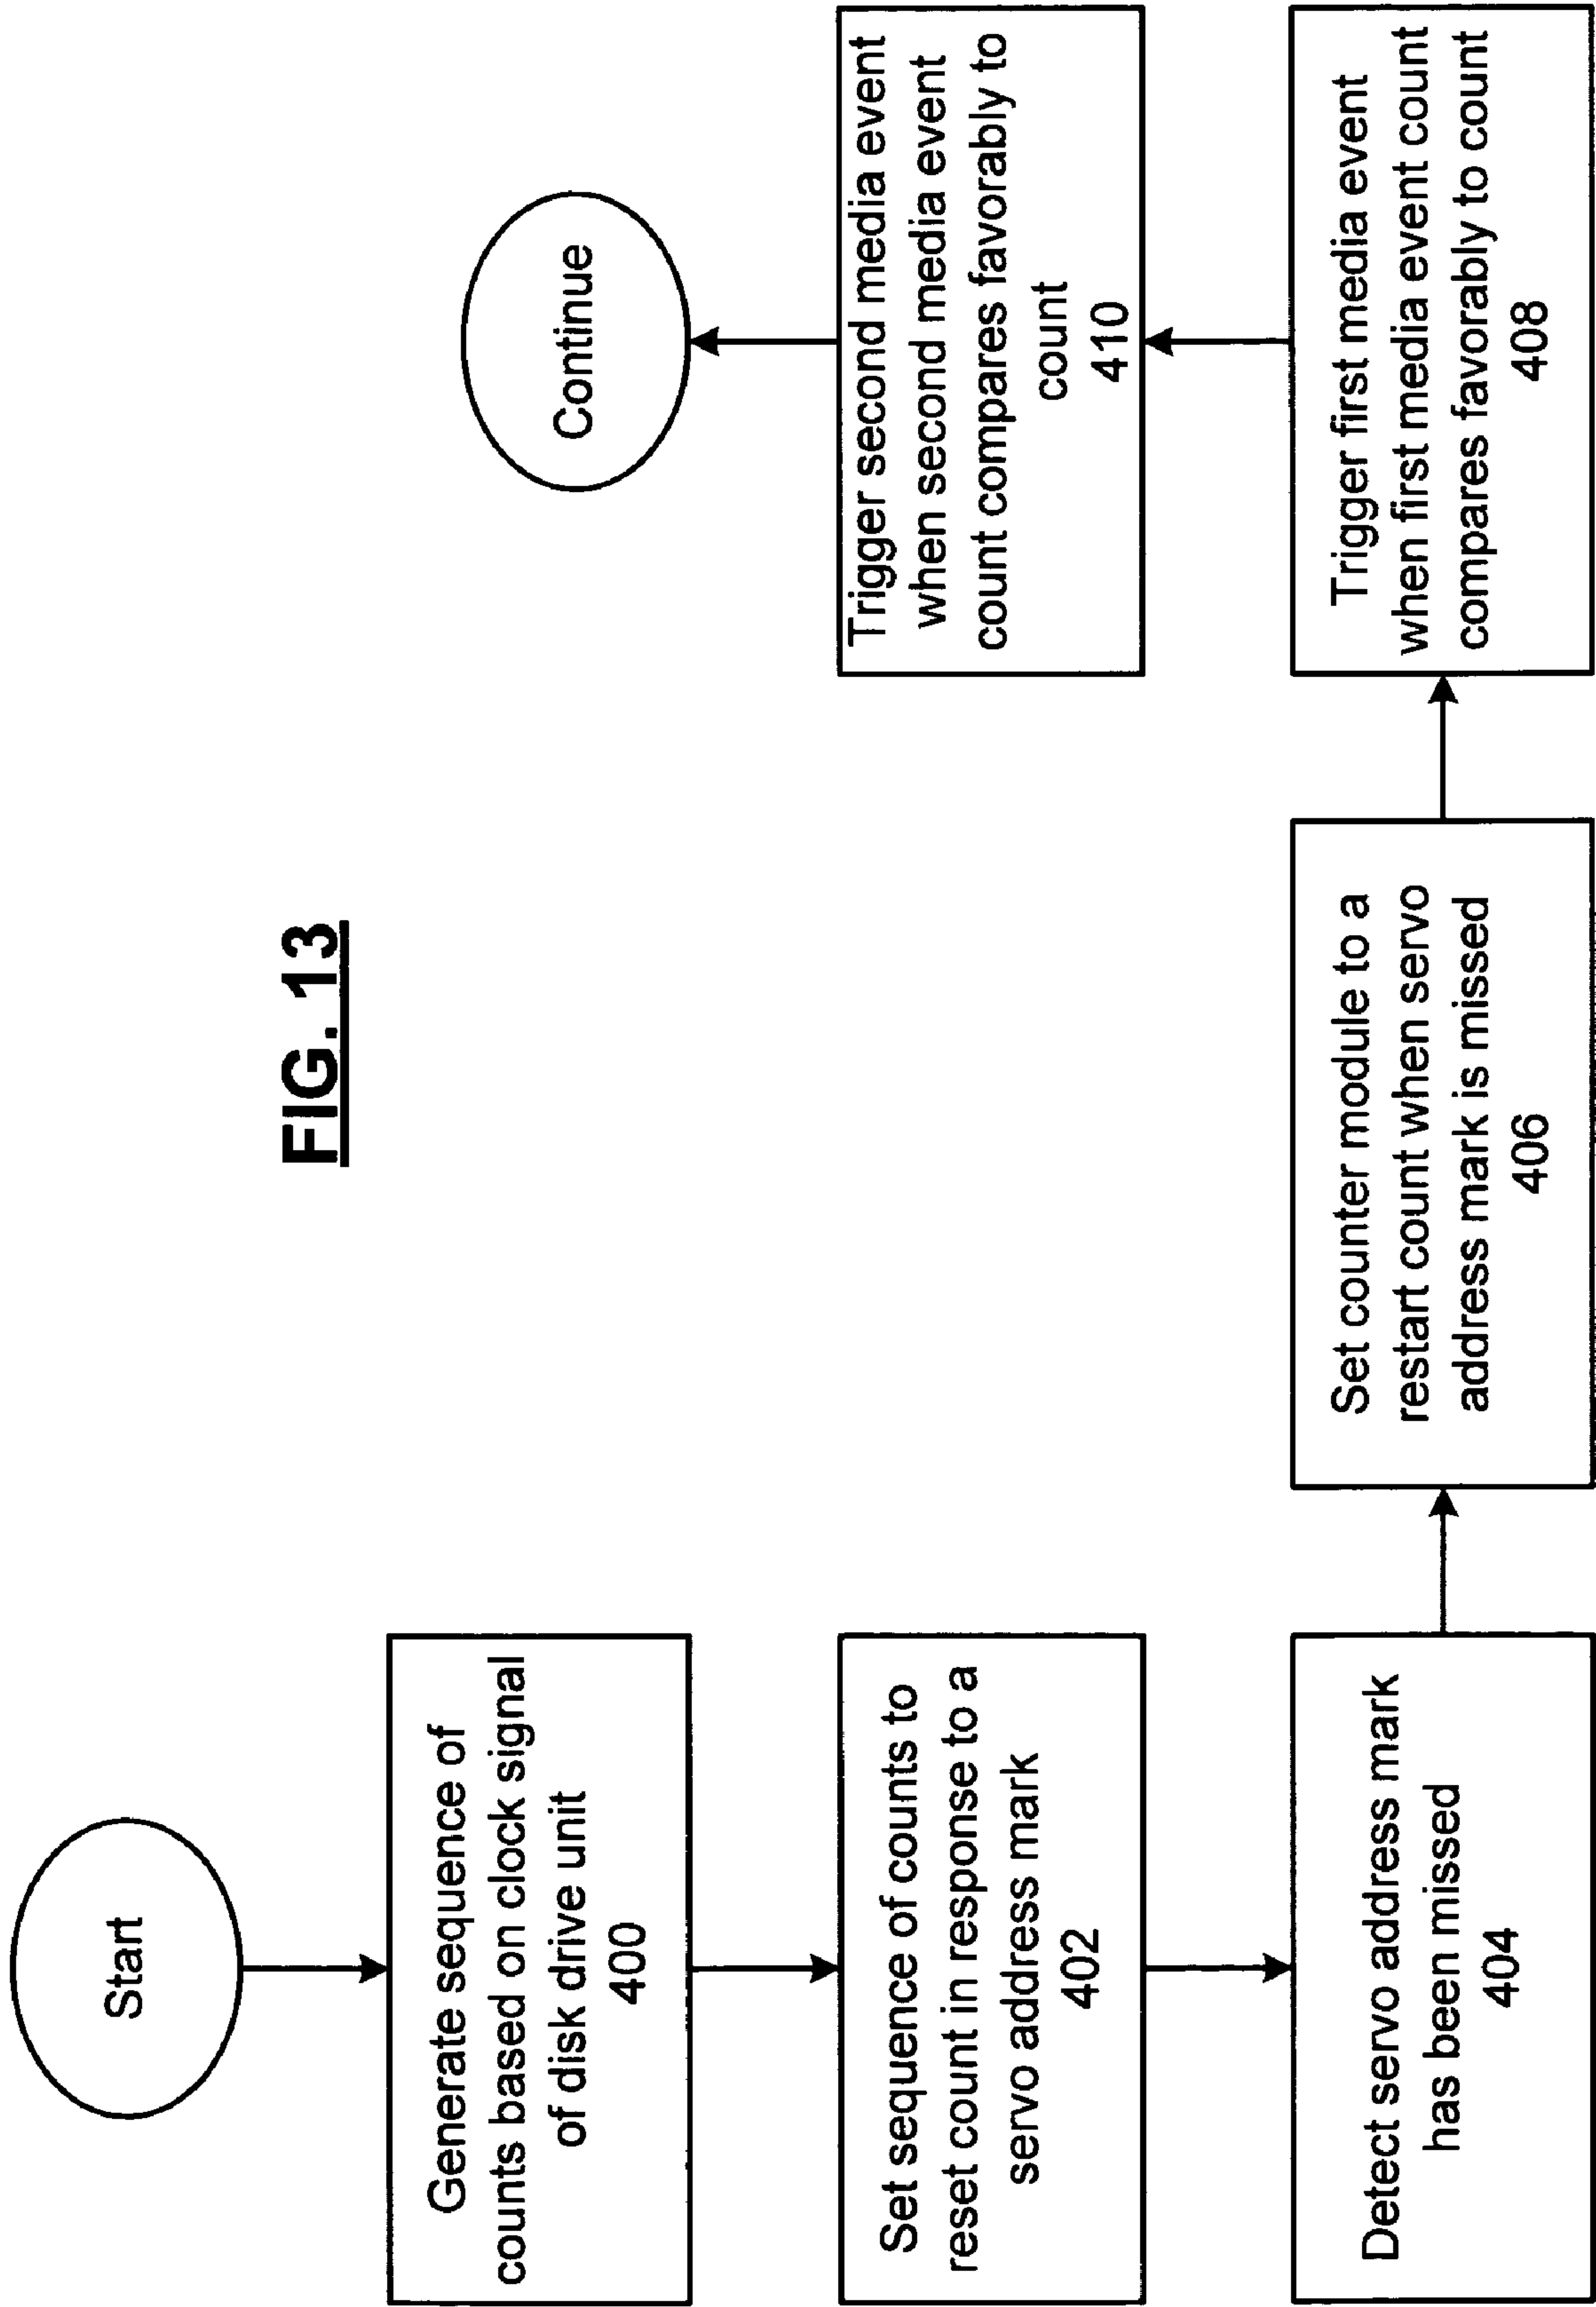 FIG. 13
Start
Generate sequence of
counts based on clock signal
of disk drive unit
400
Set sequence of counts to
reset count in response to a
servo address mark
402
Detect servo address mark
has been missed
404
Set counter module to a
restart count when servo
address mark is missed
406
Trigger first media event
when first media event count
compares favorably to count
408
Trigger second media event
when second media event
count compares favorably to
count
410
Continue